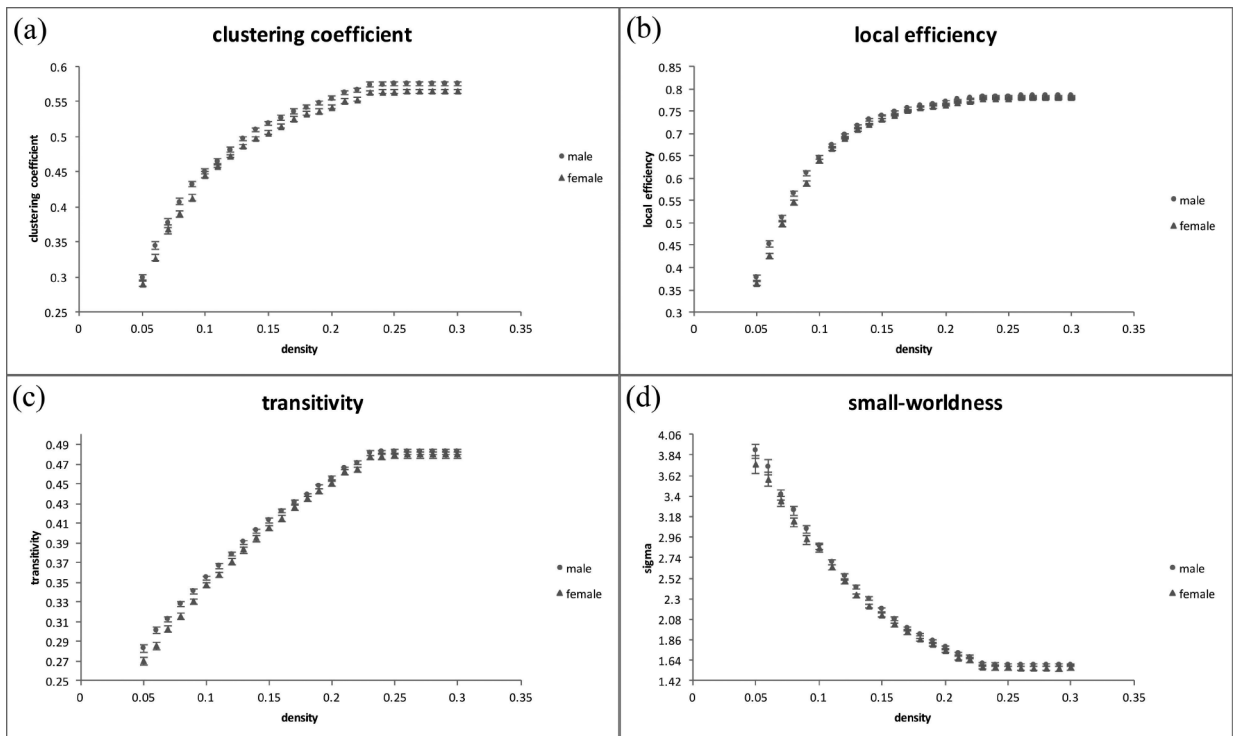 (a)
clustering coefficient
clustering coefficient
0.6
0.55
0.5
0.45
0.4
0.35
0.3
0.25
0 0.05 0.1 0.15 0.2 0.25 0.3 0.35
density
male
female
(b)
local efficiency
local efficiency
0.85
0.8
0.75
0.7
0.65
0.6
0.55
0.5
0.45
0.4
0.35
0.3
0 0.05 0.1 0.15 0.2 0.25 0.3 0.35
density
male
female
(c)
transitivity
transitivity
0.49
0.47
0.45
0.43
0.41
0.39
0.37
0.35
0.33
0.31
0.29
0.27
0.25
0 0.05 0.1 0.15 0.2 0.25 0.3 0.35
density
male
female
(d)
small-worldness
sigma
4.06
3.84
3.62
3.4
3.18
2.96
2.74
2.52
2.3
2.08
1.86
1.64
1.42
0 0.05 0.1 0.15 0.2 0.25 0.3 0.35
density
male
female